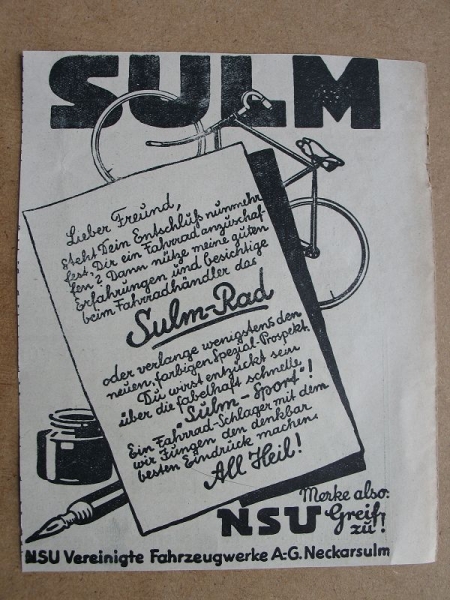 SULM
Lieber Freund,
steht Dein Entschluß nunmehr
fest, Dir ein Fahrrad anzuschaf-
fen? Dann nütze meine guten
Erfahrungen und besichtige
beim Fahrradhändler das
Sulm-Rad
oder verlange wenigstens den
neuen, farbigen Spezial-Prospekt.
Du wirst entzückt sein
über die fabelhaft schnelle
"Sulm-Sport"!
Ein Fahrrad-Schlager mit dem
wir Jungen den denkbar
besten Eindruck machen.
All Heil!
Merke also:
NSU Greif
zu!
NSU Vereinigte Fahrzeugwerke A-G. Neckarsulm